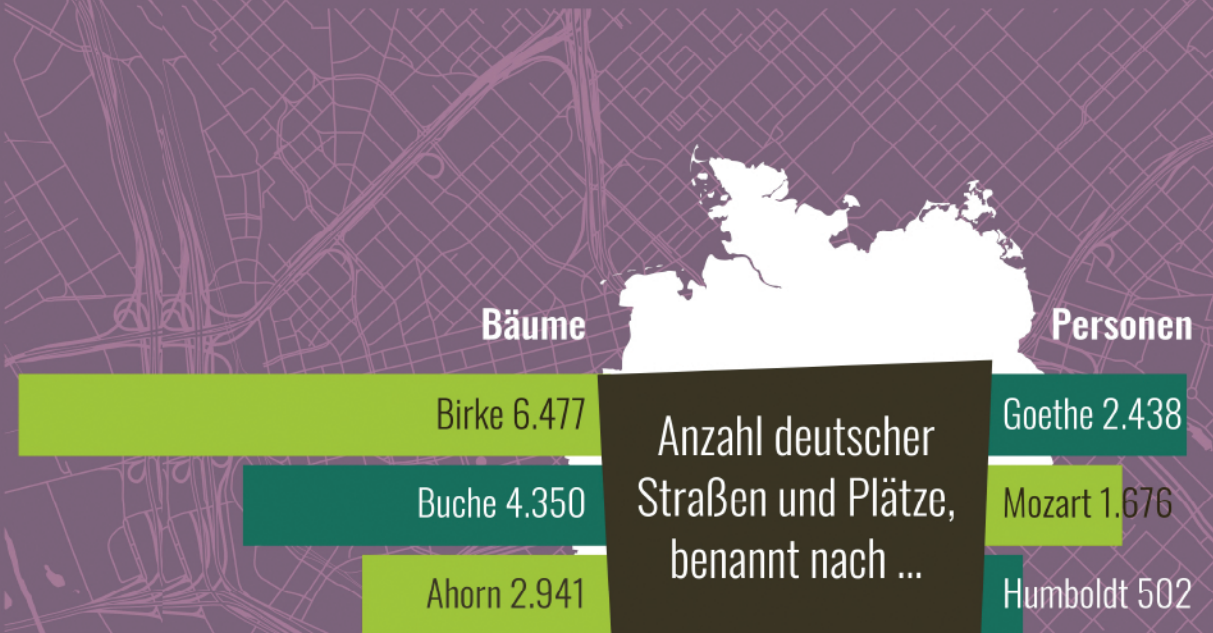 Bäume
Personen
Birke 6.477
Buche 4.350
Ahorn 2.941
Anzahl deutscher
Straßen und Plätze,
benannt nach ...
Goethe 2.438
Mozart 1.676
Humboldt 502